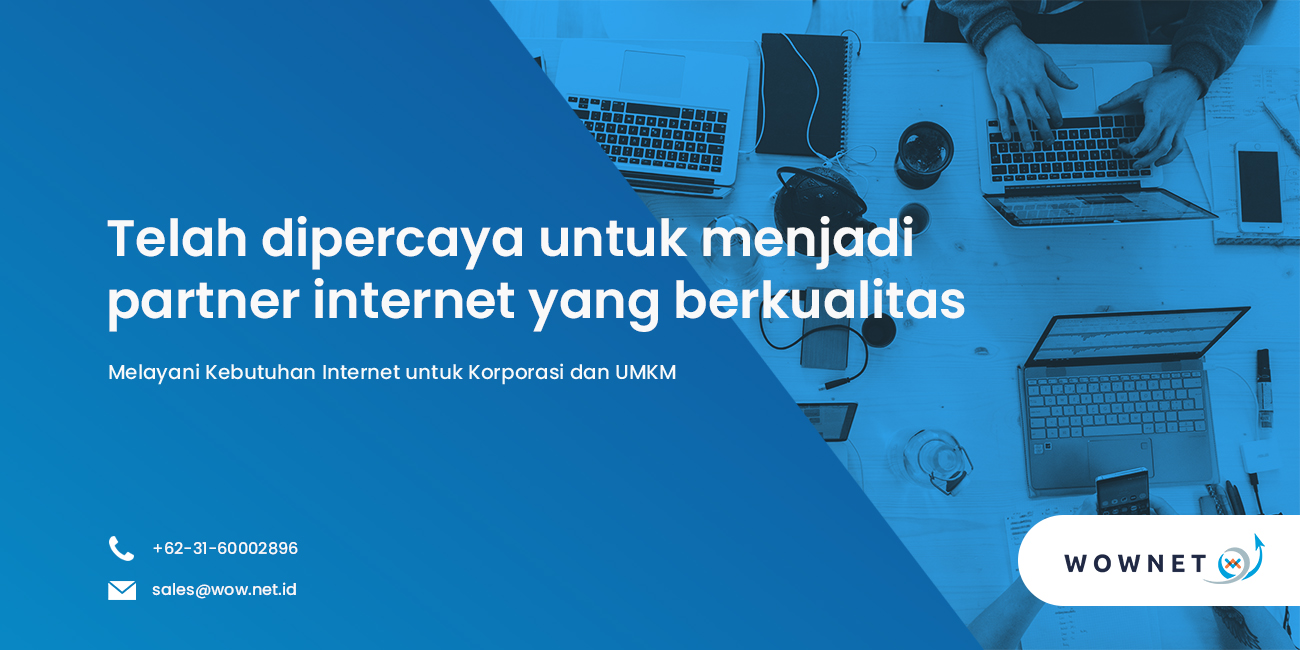 Telah dipercaya untuk menjadi
partner internet yang berkualitas
Melayani Kebutuhan Internet untuk Korporasi dan UMKM
+62-31-60002896
sales@wow.net.id
WOWNET